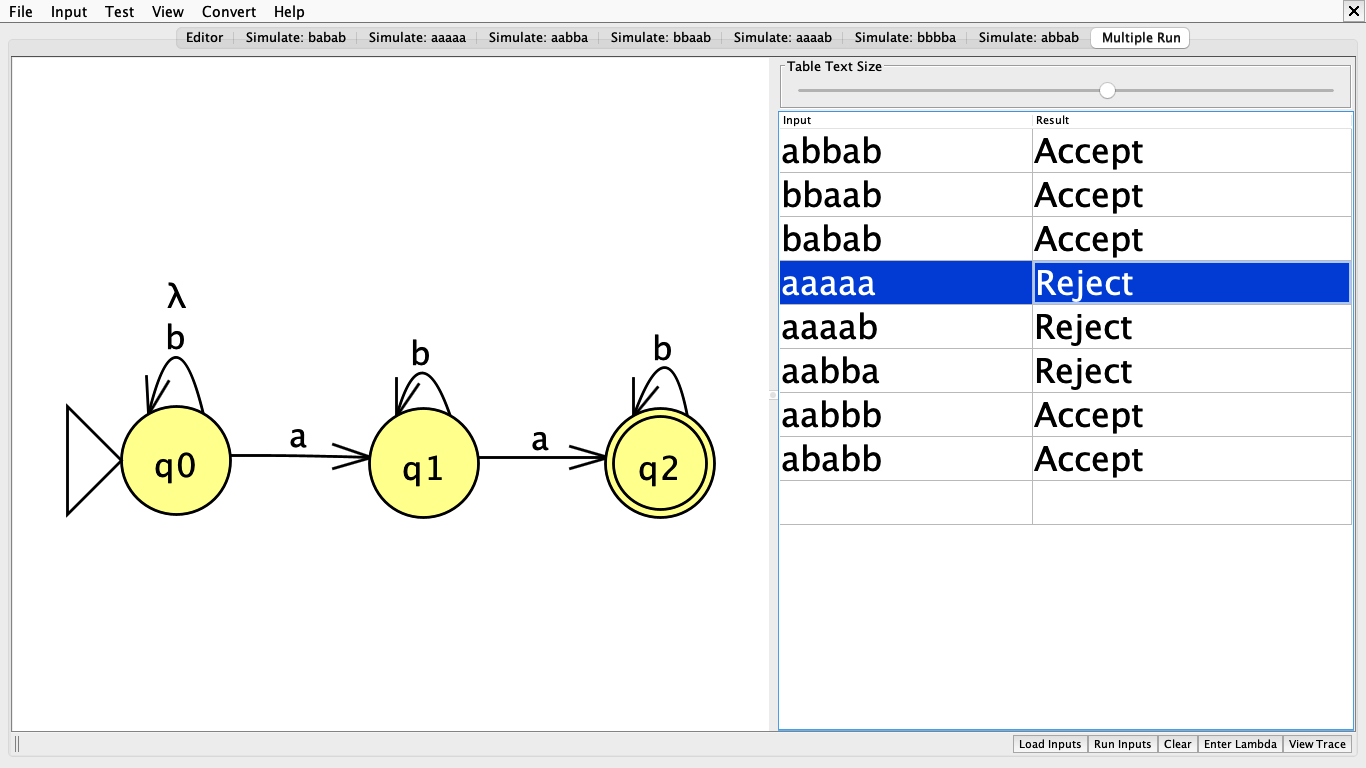 File Input Test View Convert Help
Editor Simulate: babab Simulate: aaaaa Simulate: aabba Simulate: bbaab Simulate: aaaab Simulate: bbbba Simulate: abbab Multiple Run
λ
b
b
b
a
a
q0
q1
q2
Table Text Size
Input Result
abbab Accept
bbaab Accept
babab Accept
aaaaa Reject
aaaab Reject
aabba Reject
aabbb Accept
ababb Accept
Load Inputs Run Inputs Clear Enter Lambda View Trace